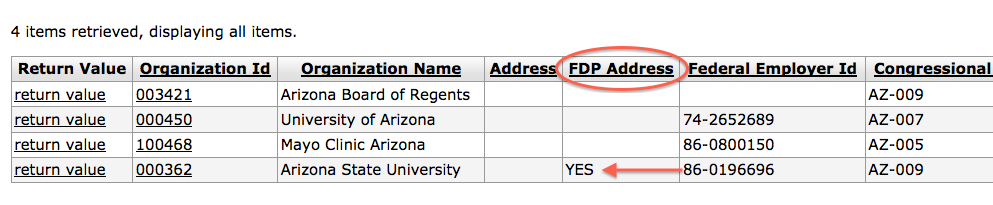 4 items retrieved, displaying all items.
Return Value Organization Id Organization Name Address FDP Address Federal Employer Id Congressional
return value 003421 Arizona Board of Regents AZ-009
return value 000450 University of Arizona 74-2652689 AZ-007
return value 100468 Mayo Clinic Arizona 86-0800150 AZ-005
return value 000362 Arizona State University YES 86-0196696 AZ-009